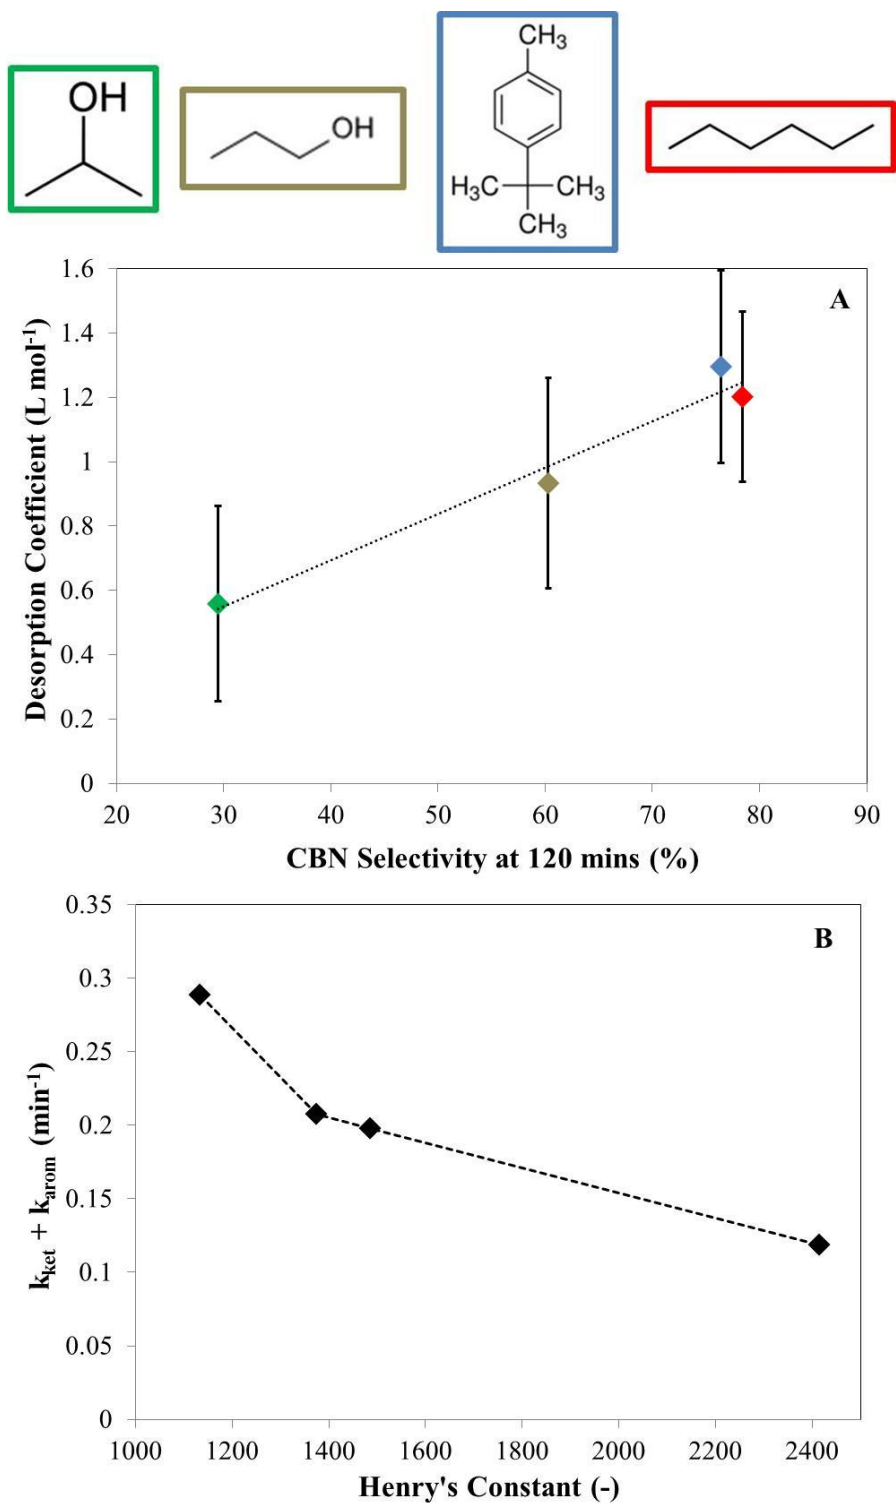 OH
OH
CH₃
H₃C CH₃
CH₃
A
Desorption Coefficient (L mol⁻¹)
1.6
1.4
1.2
1
0.8
0.6
0.4
0.2
0
20 30 40 50 60 70 80 90
CBN Selectivity at 120 mins (%)
B
k_ket + k_arom (min⁻¹)
0.35
0.3
0.25
0.2
0.15
0.1
0.05
0
1000 1200 1400 1600 1800 2000 2200 2400
Henry's Constant (-)